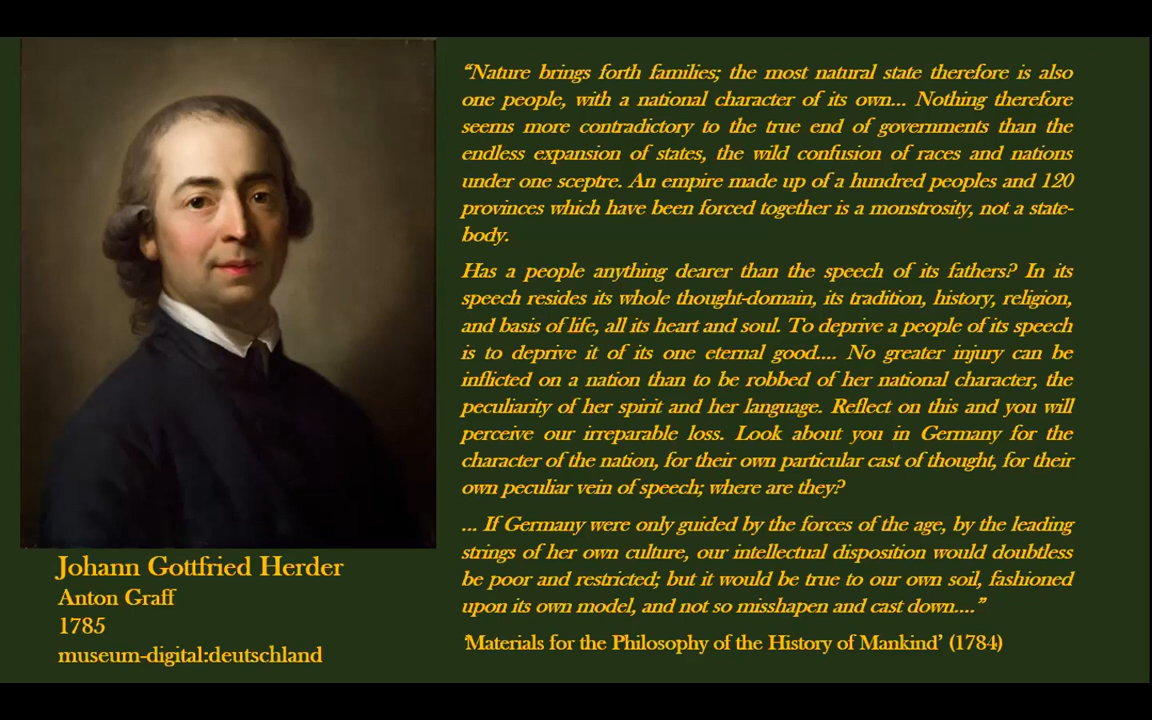 “Nature brings forth families; the most natural state therefore is also
one people, with a national character of its own... Nothing therefore
seems more contradictory to the true end of governments than the
endless expansion of states, the wild confusion of races and nations
under one sceptre. An empire made up of a hundred peoples and 120
provinces which have been forced together is a monstrosity, not a state-
body.
Has a people anything dearer than the speech of its fathers? In its
speech resides its whole thought-domain, its tradition, history, religion,
and basis of life, all its heart and soul. To deprive a people of its speech
is to deprive it of its one eternal good.... No greater injury can be
inflicted on a nation than to be robbed of her national character, the
peculiarity of her spirit and her language. Reflect on this and you will
perceive our irreparable loss. Look about you in Germany for the
character of the nation, for their own particular cast of thought, for their
own peculiar vein of speech; where are they?
... If Germany were only guided by the forces of the age, by the leading
strings of her own culture, our intellectual disposition would doubtless
be poor and restricted; but it would be true to our own soil, fashioned
upon its own model, and not so misshapen and cast down....”
‘Materials for the Philosophy of the History of Mankind’ (1784)
Johann Gottfried Herder
Anton Graff
1785
museum-digital:deutschland